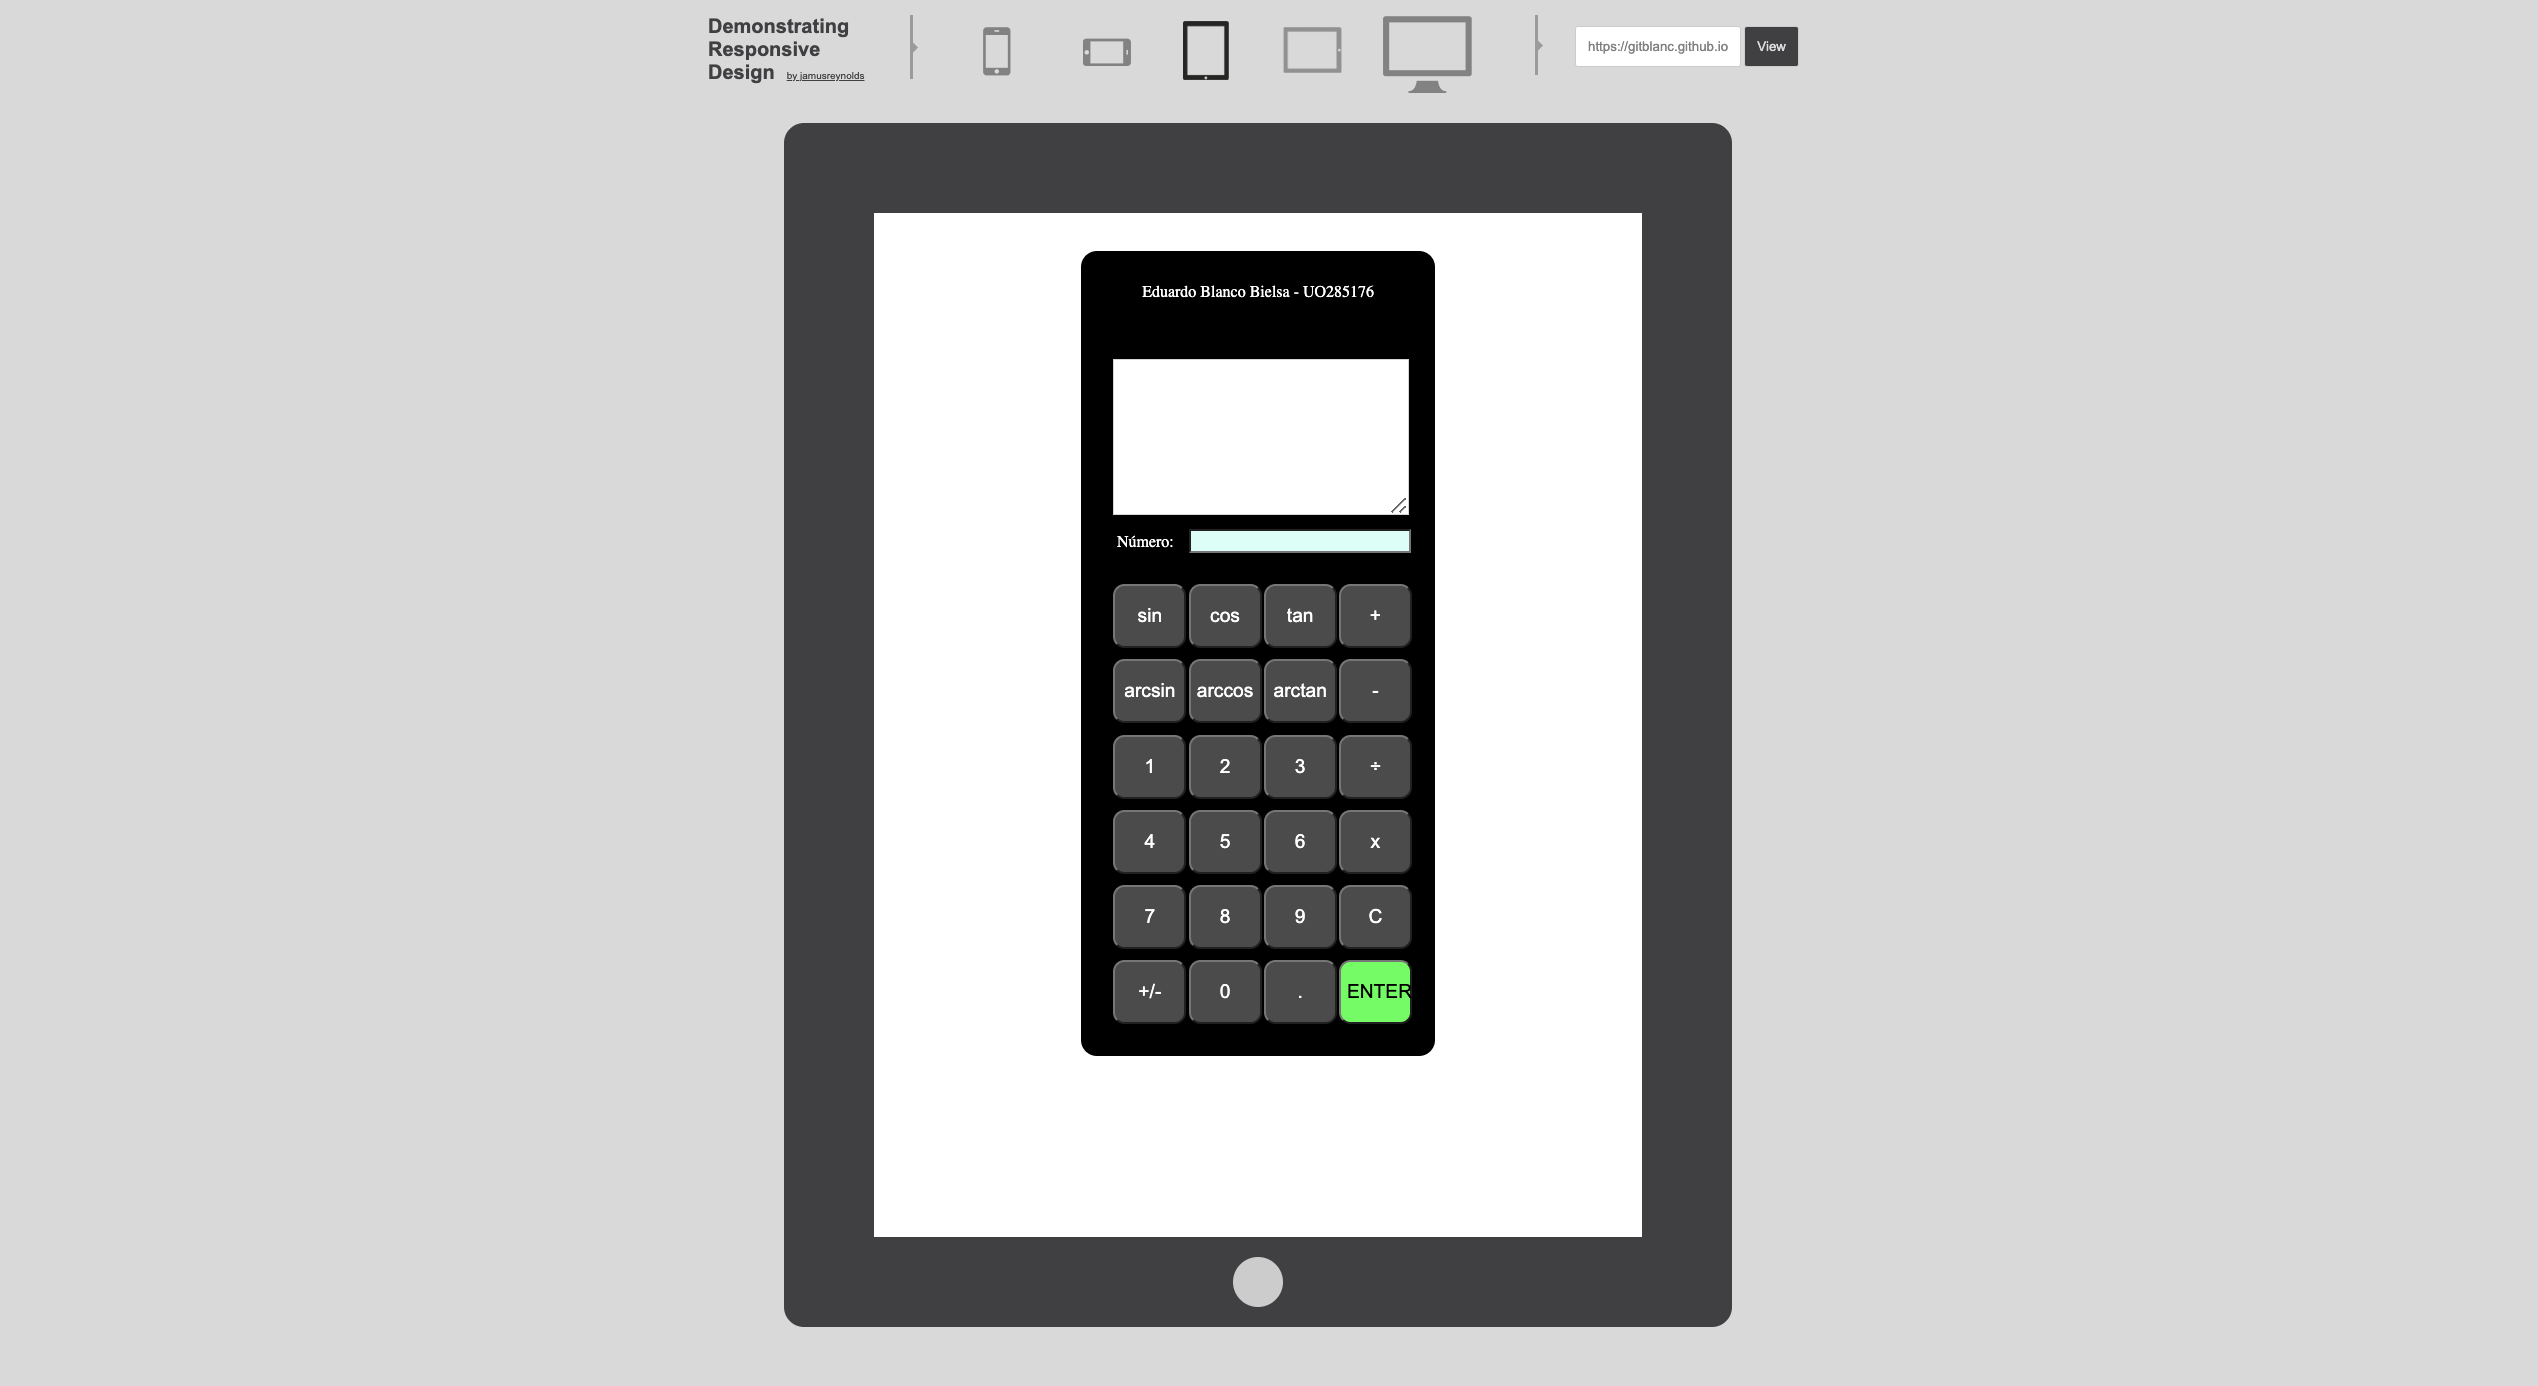 Demonstrating
Responsive
Design by jamusreynolds
https://gitblanc.github.io View
Eduardo Blanco Bielsa - UO285176
Número:
sin cos tan +
arcsin arccos arctan -
1 2 3 ÷
4 5 6 x
7 8 9 C
+/- 0 . ENTER